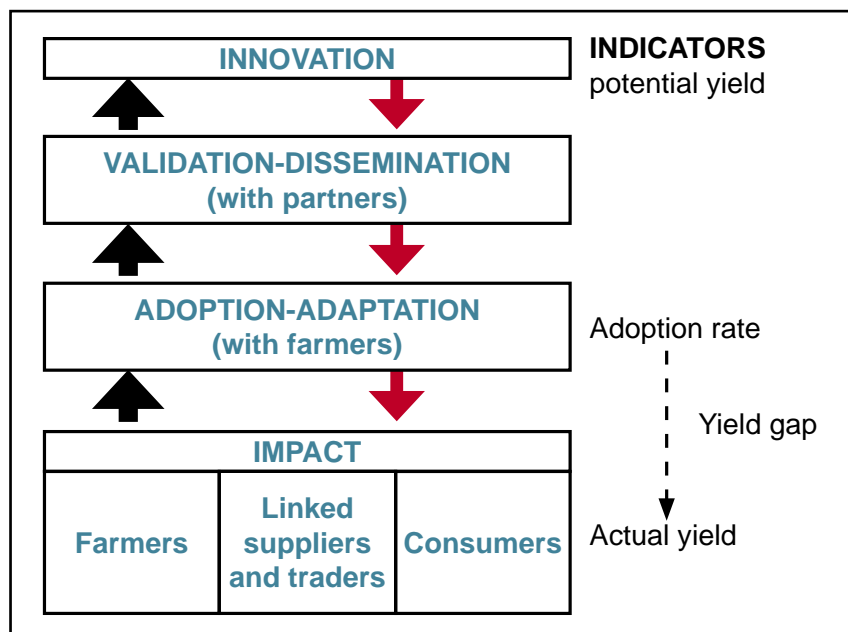 INNOVATION
INDICATORS
potential yield
VALIDATION-DISSEMINATION
(with partners)
ADOPTION-ADAPTATION
(with farmers)
Adoption rate
Yield gap
IMPACT
Farmers
Linked
suppliers
and traders
Consumers
Actual yield